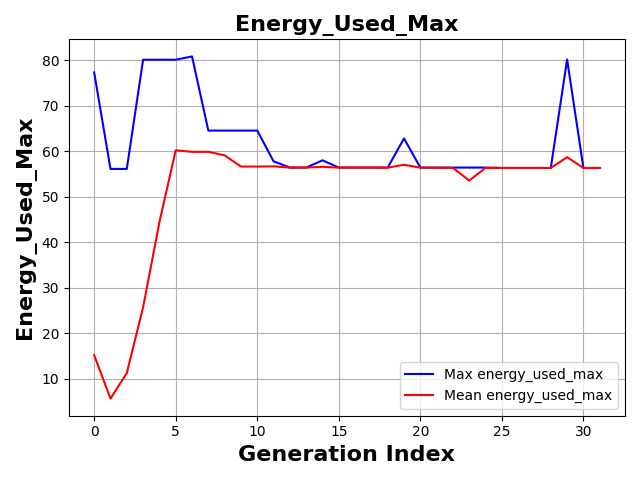 Energy_Used_Max
Energy_Used_Max
80
70
60
50
40
30
20
10
0 5 10 15 20 25 30
Generation Index
Max energy_used_max
Mean energy_used_max